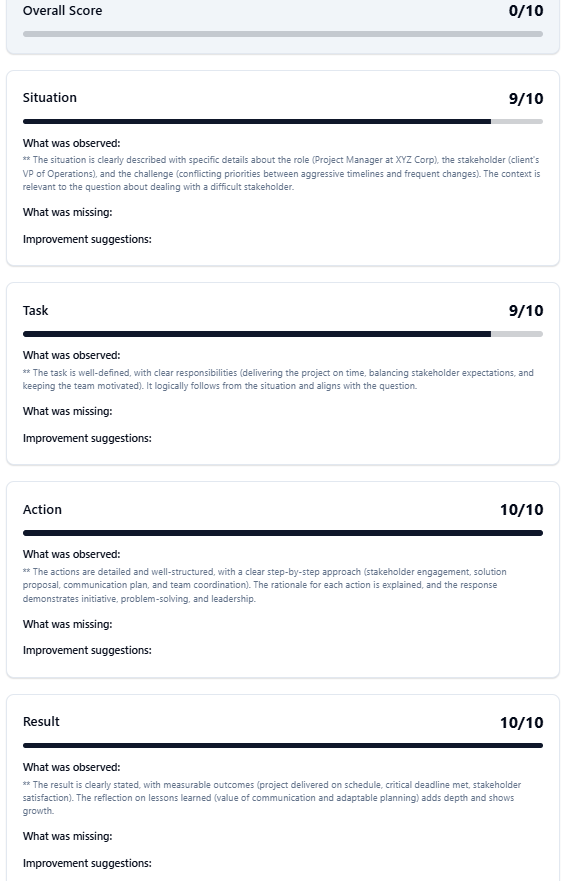 Overall Score
0/10
Situation
9/10
What was observed:
** The situation is clearly described with specific details about the role (Project Manager at XYZ Corp), the stakeholder (client's
VP of Operations), and the challenge (conflicting priorities between aggressive timelines and frequent changes). The context is
relevant to the question about dealing with a difficult stakeholder.
What was missing:
Improvement suggestions:
Task
9/10
What was observed:
** The task is well-defined, with clear responsibilities (delivering the project on time, balancing stakeholder expectations, and
keeping the team motivated). It logically follows from the situation and aligns with the question.
What was missing:
Improvement suggestions:
Action
10/10
What was observed:
** The actions are detailed and well-structured, with a clear step-by-step approach (stakeholder engagement, solution
proposal, communication plan, and team coordination). The rationale for each action is explained, and the response
demonstrates initiative, problem-solving, and leadership.
What was missing:
Improvement suggestions:
Result
10/10
What was observed:
** The result is clearly stated, with measurable outcomes (project delivered on schedule, critical deadline met, stakeholder
satisfaction). The reflection on lessons learned (value of communication and adaptable planning) adds depth and shows
growth.
What was missing:
Improvement suggestions: